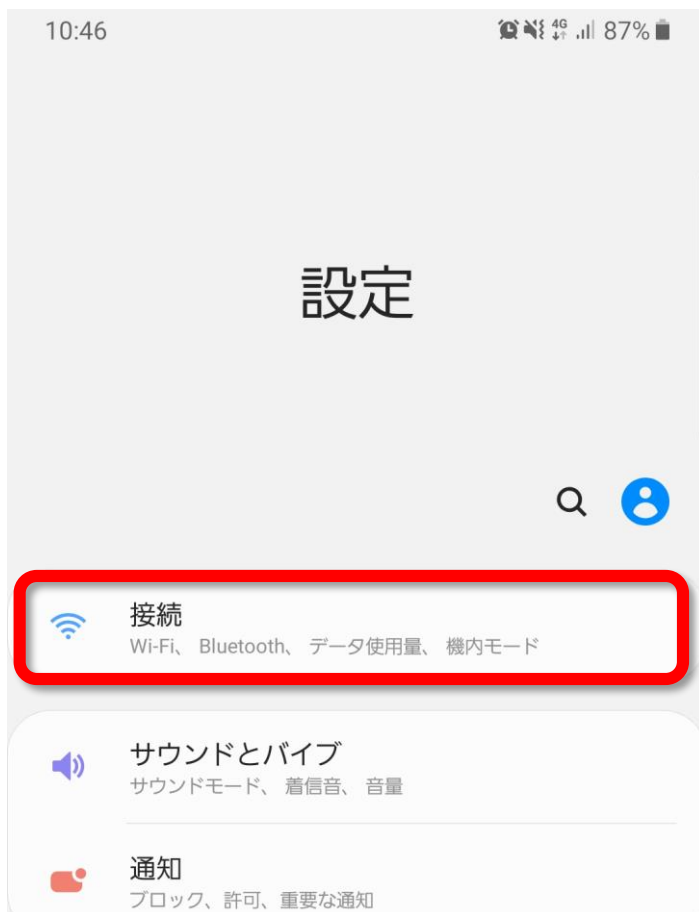 10:46 4G 87%
設定
接続
Wi-Fi、 Bluetooth、 データ使用量、 機内モード
サウンドとバイブ
サウンドモード、 着信音、 音量
通知
ブロック、許可、重要な通知